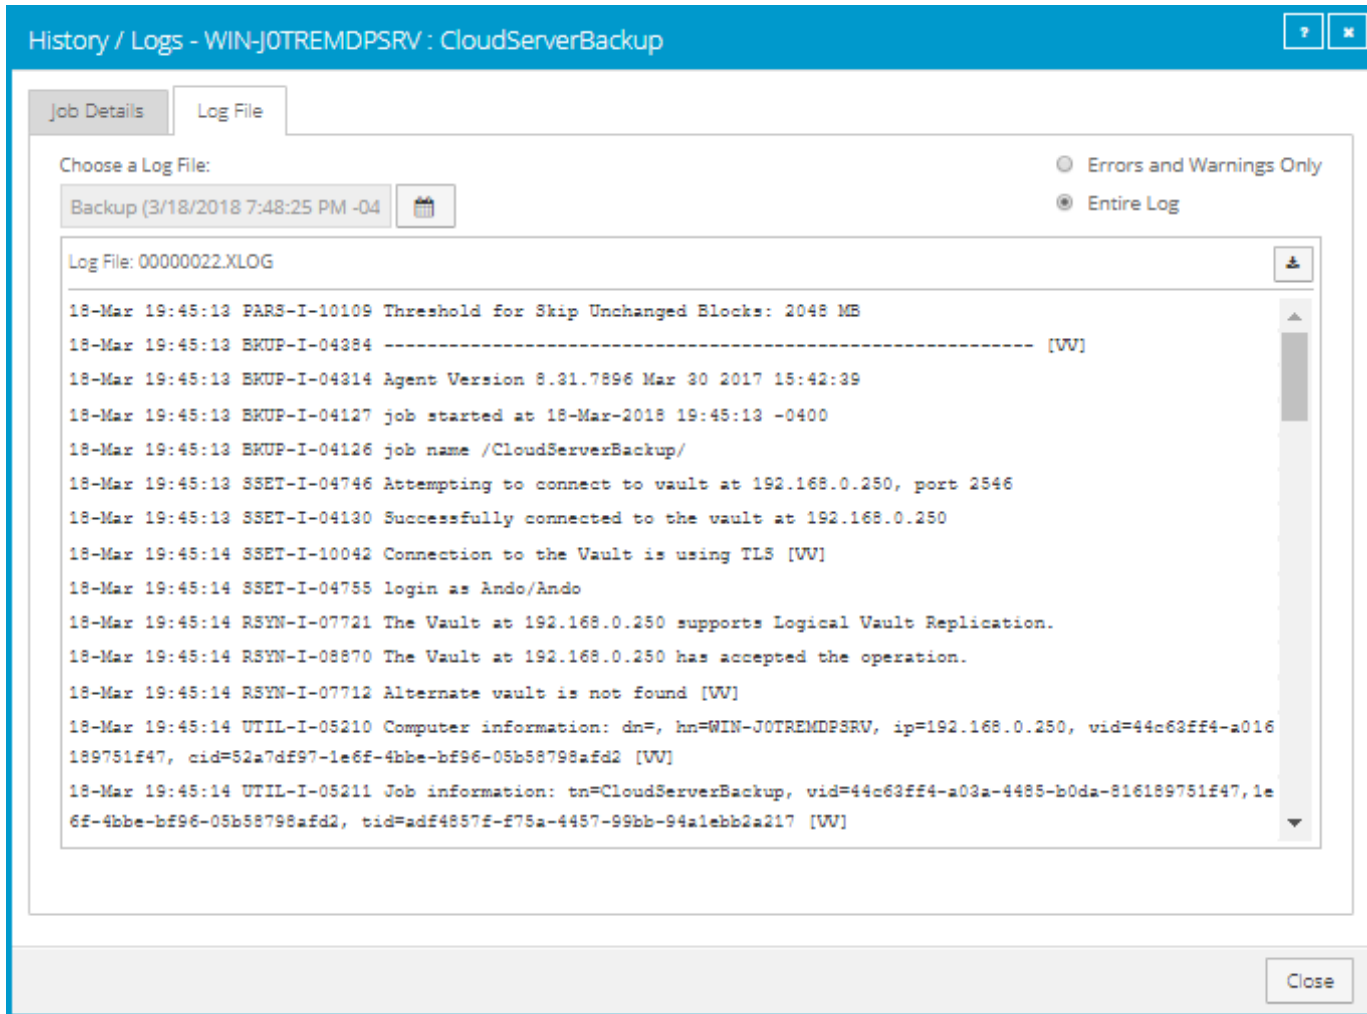 History / Logs - WIN-J0TREMDPSRV : CloudServerBackup
? ×
Job Details
Log File
Choose a Log File:
Errors and Warnings Only
Backup (3/18/2018 7:48:25 PM -04
Entire Log
Log File: 00000022.XLOG
18-Mar 19:45:13 PARS-I-10109 Threshold for Skip Unchanged Blocks: 2048 MB
18-Mar 19:45:13 BKUP-I-04384 ------------------------------------------------------------ [VV]
18-Mar 19:45:13 BKUP-I-04314 Agent Version 8.31.7896 Mar 30 2017 15:42:39
18-Mar 19:45:13 BKUP-I-04127 job started at 18-Mar-2018 19:45:13 -0400
18-Mar 19:45:13 BKUP-I-04126 job name /CloudServerBackup/
18-Mar 19:45:13 SSET-I-04746 Attempting to connect to vault at 192.168.0.250, port 2546
18-Mar 19:45:13 SSET-I-04130 Successfully connected to the vault at 192.168.0.250
18-Mar 19:45:14 SSET-I-10042 Connection to the Vault is using TLS [VV]
18-Mar 19:45:14 SSET-I-04755 login as Ando/Ando
18-Mar 19:45:14 RSYN-I-07721 The Vault at 192.168.0.250 supports Logical Vault Replication.
18-Mar 19:45:14 RSYN-I-08870 The Vault at 192.168.0.250 has accepted the operation.
18-Mar 19:45:14 RSYN-I-07712 Alternate vault is not found [VV]
18-Mar 19:45:14 UTIL-I-05210 Computer information: dn=, hn=WIN-J0TREMDPSRV, ip=192.168.0.250, vid=44c63ff4-a016
189751f47, cid=52a7df97-1e6f-4bbe-bf96-05b58798afd2 [VV]
18-Mar 19:45:14 UTIL-I-05211 Job information: tn=CloudServerBackup, vid=44c63ff4-a03a-4485-b0da-816189751f47,1e
6f-4bbe-bf96-05b58798afd2, tid=adf4857f-f75a-4457-99bb-94a1ebb2a217 [VV]
Close